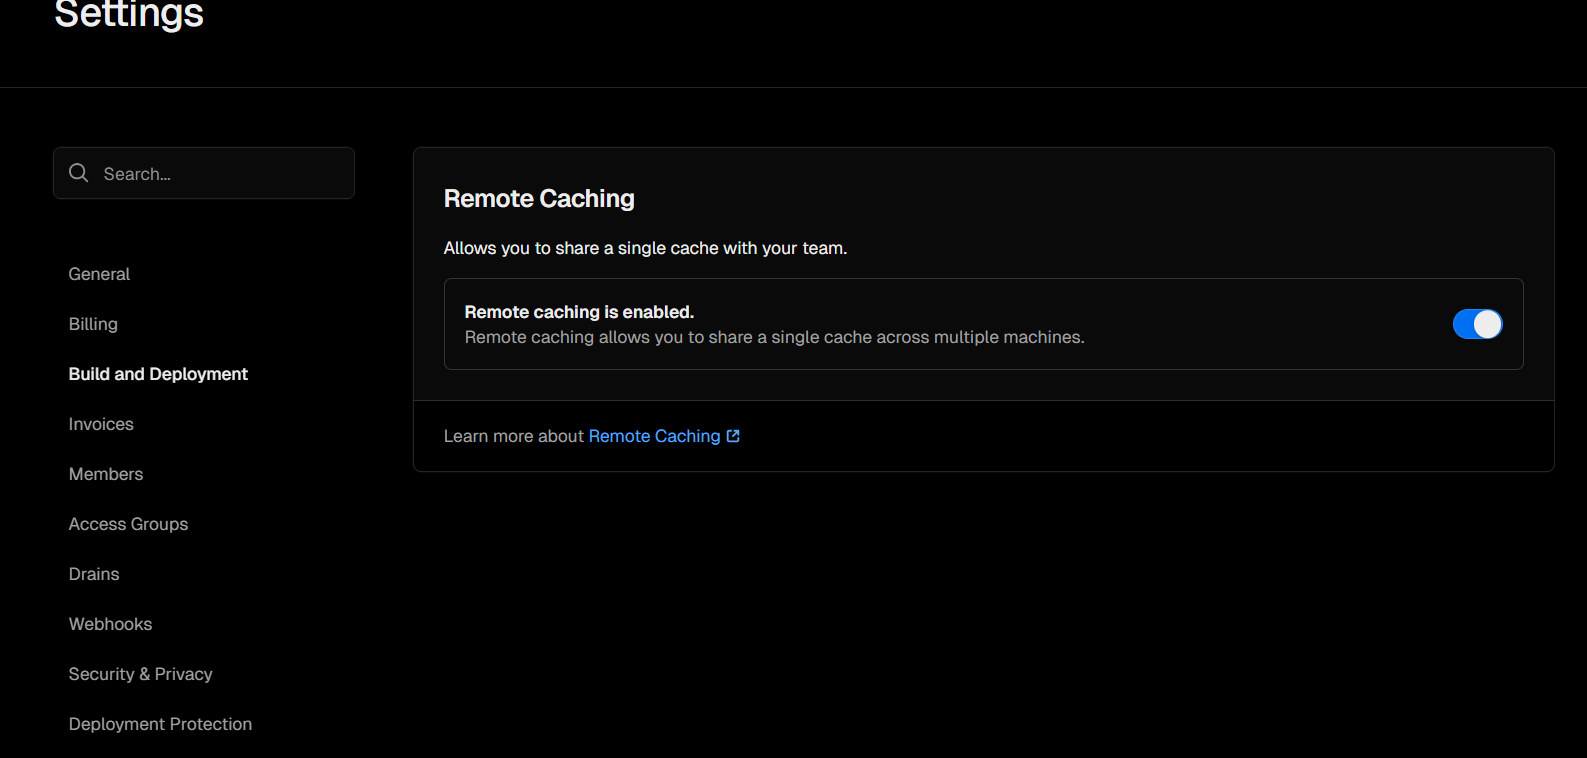 Settings
Search...
General
Billing
Build and Deployment
Invoices
Members
Access Groups
Drains
Webhooks
Security & Privacy
Deployment Protection
Remote Caching
Allows you to share a single cache with your team.
Remote caching is enabled.
Remote caching allows you to share a single cache across multiple machines.
Learn more about Remote Caching